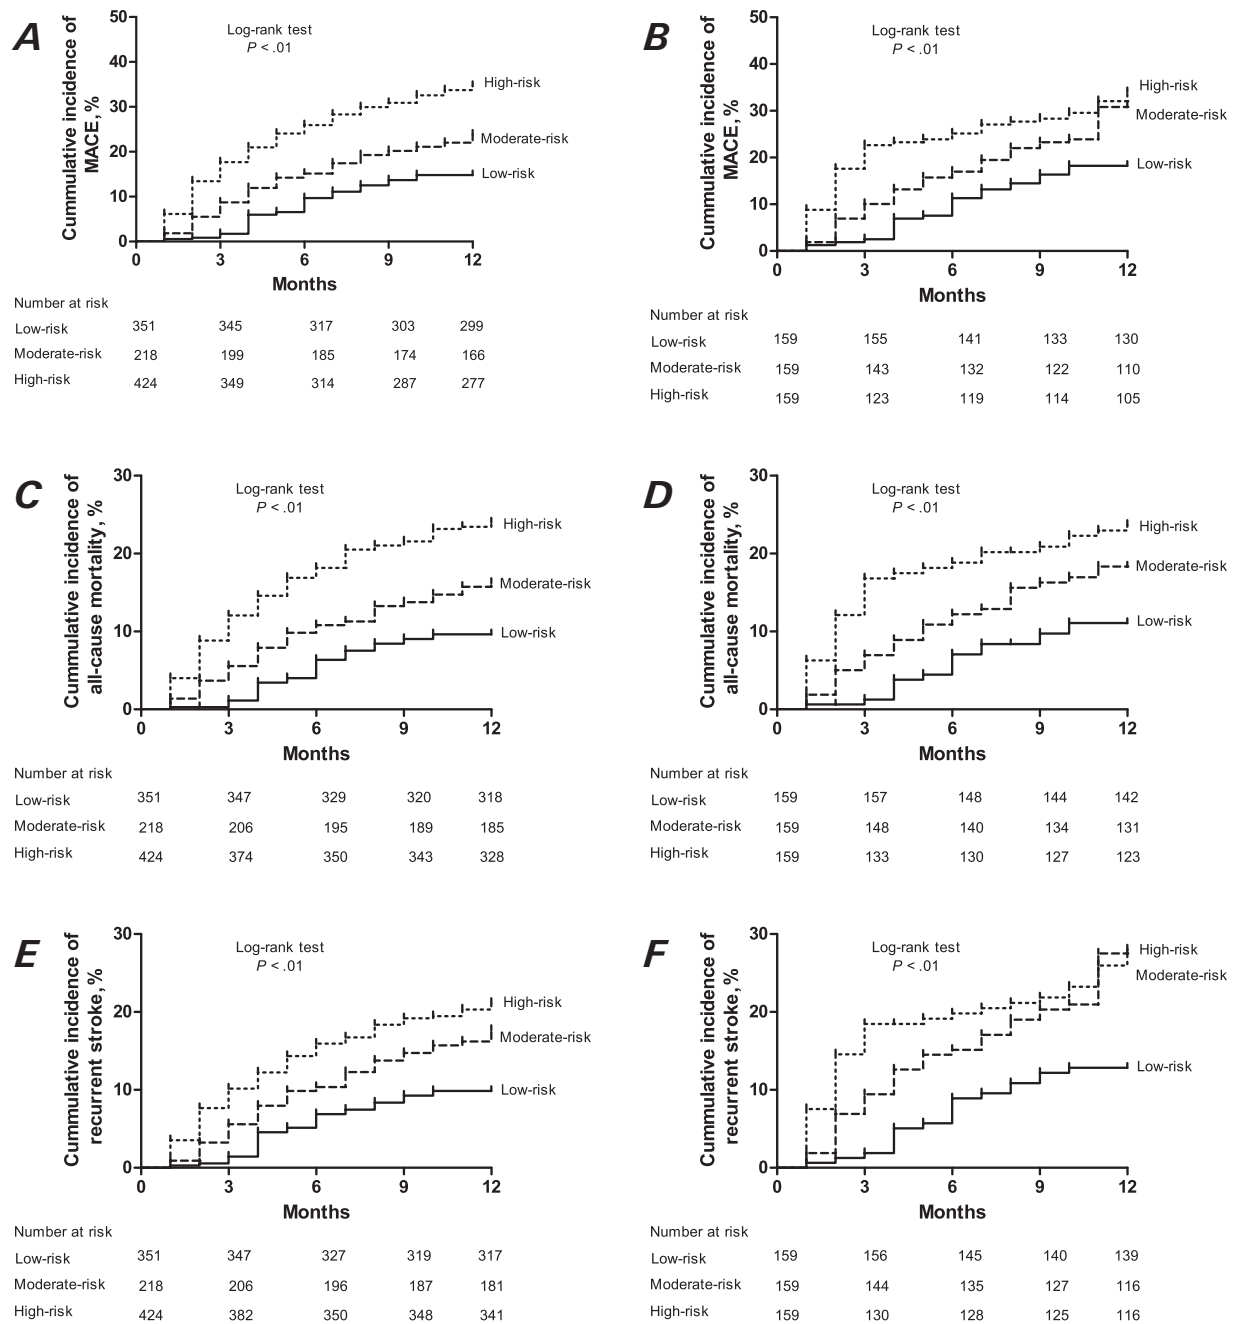 A
Cummulative incidence of
MACE, %
50
40
30
20
10
0
Log-rank test
P < .01
High-risk
Moderate-risk
Low-risk
0 3 6 9 12
Months
Number at risk
Low-risk 351 345 317 303 299
Moderate-risk 218 199 185 174 166
High-risk 424 349 314 287 277
B
Cummulative incidence of
MACE, %
50
40
30
20
10
0
Log-rank test
P < .01
High-risk
Moderate-risk
Low-risk
0 3 6 9 12
Months
Number at risk
Low-risk 159 155 141 133 130
Moderate-risk 159 143 132 122 110
High-risk 159 123 119 114 105
C
Cummulative incidence of
all-cause mortality, %
30
20
10
0
Log-rank test
P < .01
High-risk
Moderate-risk
Low-risk
0 3 6 9 12
Months
Number at risk
Low-risk 351 347 329 320 318
Moderate-risk 218 206 195 189 185
High-risk 424 374 350 343 328
D
Cummulative incidence of
all-cause mortality, %
30
20
10
0
Log-rank test
P < .01
High-risk
Moderate-risk
Low-risk
0 3 6 9 12
Months
Number at risk
Low-risk 159 157 148 144 142
Moderate-risk 159 148 140 134 131
High-risk 159 133 130 127 123
E
Cummulative incidence of
recurrent stroke, %
30
20
10
0
Log-rank test
P < .01
High-risk
Moderate-risk
Low-risk
0 3 6 9 12
Months
Number at risk
Low-risk 351 347 327 319 317
Moderate-risk 218 206 196 187 181
High-risk 424 382 350 348 341
F
Cummulative incidence of
recurrent stroke, %
30
20
10
0
Log-rank test
P < .01
High-risk
Moderate-risk
Low-risk
0 3 6 9 12
Months
Number at risk
Low-risk 159 156 145 140 139
Moderate-risk 159 144 135 127 116
High-risk 159 130 128 125 116